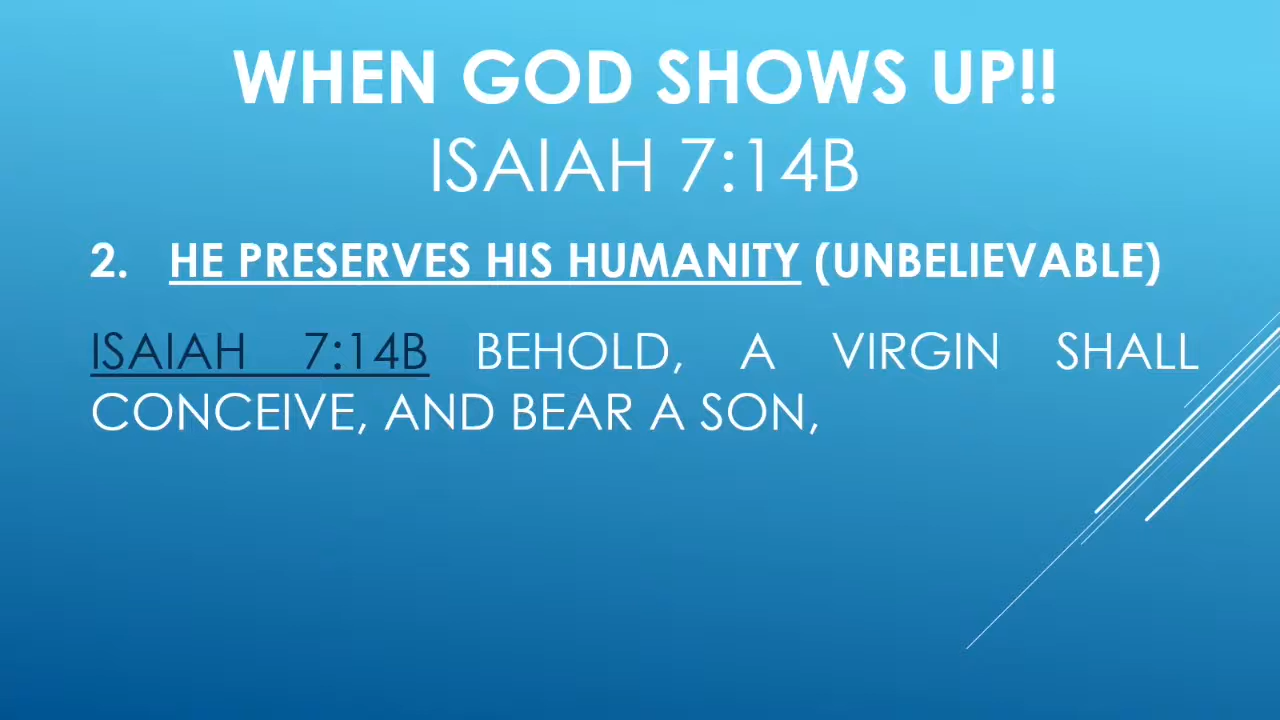 WHEN GOD SHOWS UP!!
ISAIAH 7:14B
2. HE PRESERVES HIS HUMANITY (UNBELIEVABLE)
ISAIAH 7:14B BEHOLD, A VIRGIN SHALL
CONCEIVE, AND BEAR A SON,